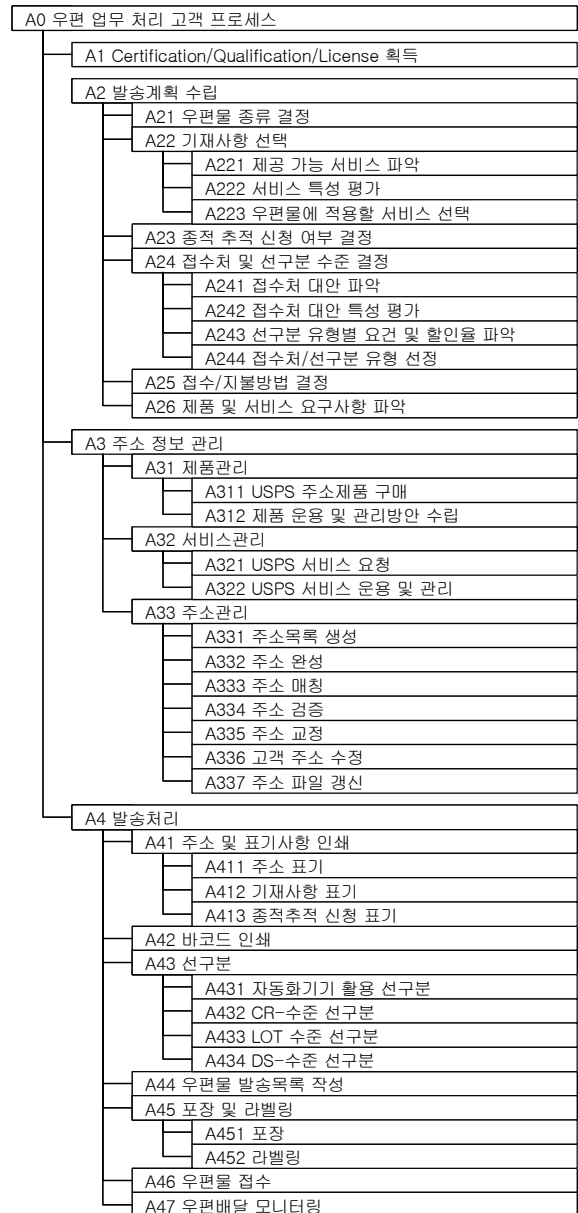 A0 우편 업무 처리 고객 프로세스
A1 Certification/Qualification/License 획득
A2 발송계획 수립
A21 우편물 종류 결정
A22 기재사항 선택
A221 제공 가능 서비스 파악
A222 서비스 특성 평가
A223 우편물에 적용할 서비스 선택
A23 종적 추적 신청 여부 결정
A24 접수처 및 선구분 수준 결정
A241 접수처 대안 파악
A242 접수처 대안 특성 평가
A243 선구분 유형별 요건 및 할인율 파악
A244 접수처/선구분 유형 선정
A25 접수/지불방법 결정
A26 제품 및 서비스 요구사항 파악
A3 주소 정보 관리
A31 제품관리
A311 USPS 주소제품 구매
A312 제품 운용 및 관리방안 수립
A32 서비스관리
A321 USPS 서비스 요청
A322 USPS 서비스 운용 및 관리
A33 주소관리
A331 주소목록 생성
A332 주소 완성
A333 주소 매칭
A334 주소 검증
A335 주소 교정
A336 고객 주소 수정
A337 주소 파일 갱신
A4 발송처리
A41 주소 및 표기사항 인쇄
A411 주소 표기
A412 기재사항 표기
A413 종적추적 신청 표기
A42 바코드 인쇄
A43 선구분
A431 자동화기기 활용 선구분
A432 CR-수준 선구분
A433 LOT 수준 선구분
A434 DS-수준 선구분
A44 우편물 발송목록 작성
A45 포장 및 라벨링
A451 포장
A452 라벨링
A46 우편물 접수
A47 우편배달 모니터링